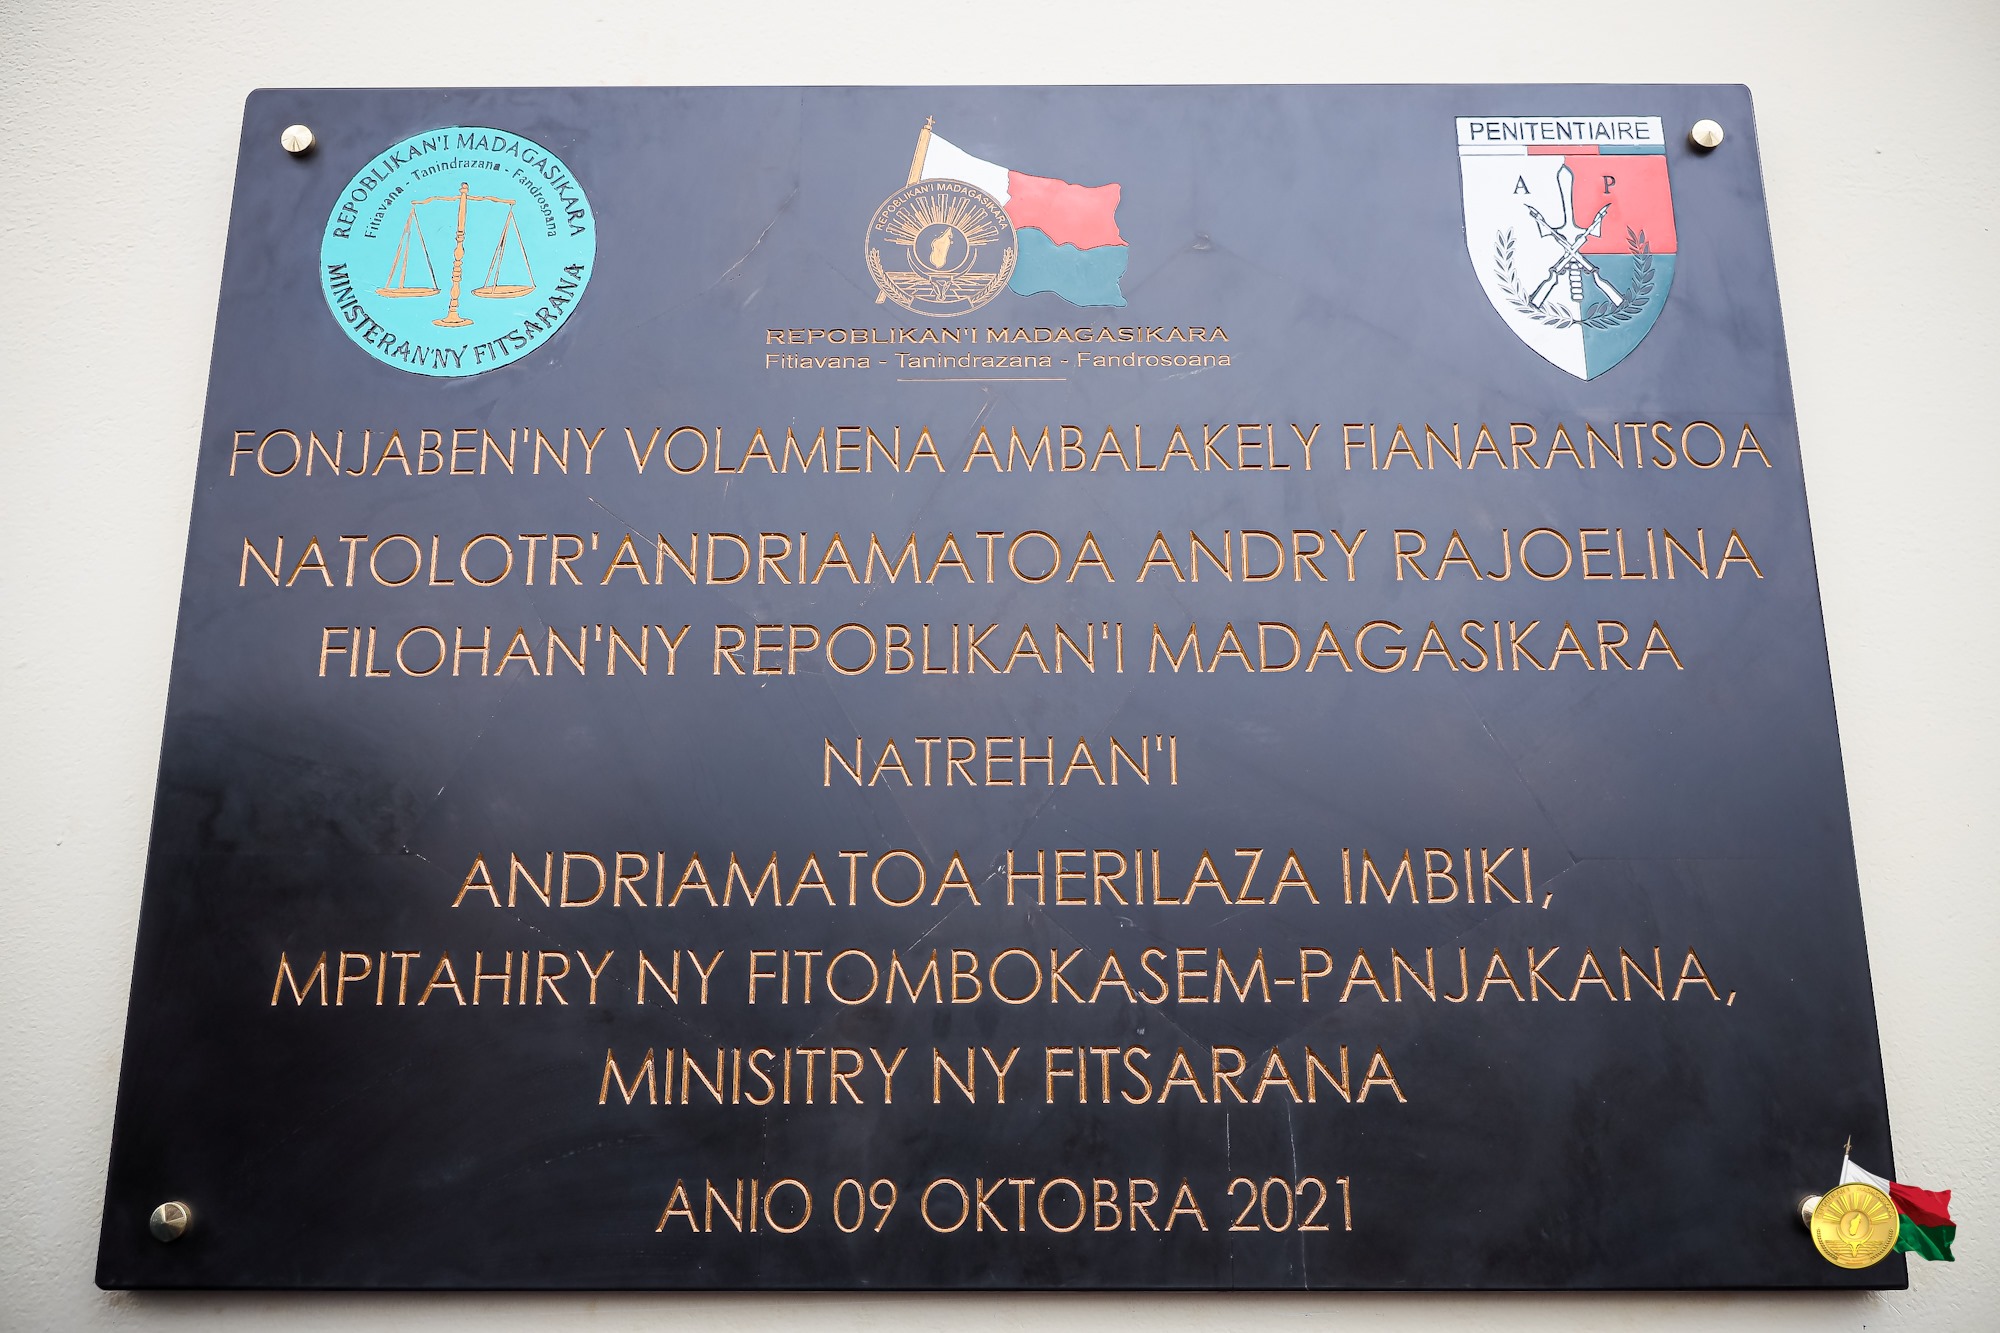 REPOBLIKAN'I MADAGASIKARA
Fitiavana - Tanindrazana - Fandrosoana
MINISTERAN'NY FITSARANA
REPOBLIKAN'I MADAGASIKARA
REPOBLIKAN'I MADAGASIKARA
Fitiavana - Tanindrazana - Fandrosoana
PENITENTIAIRE
A P
FONJABEN'NY VOLAMENA AMBALAKELY FIANARANTSOA
NATOLOTR'ANDRIAMATOA ANDRY RAJOELINA
FILOHAN'NY REPOBLIKAN'I MADAGASIKARA
NATREHAN'I
ANDRIAMATOA HERILAZA IMBIKI,
MPITAHIRY NY FITOMBOKASEM-PANJAKANA,
MINISITRY NY FITSARANA
ANIO 09 OKTOBRA 2021